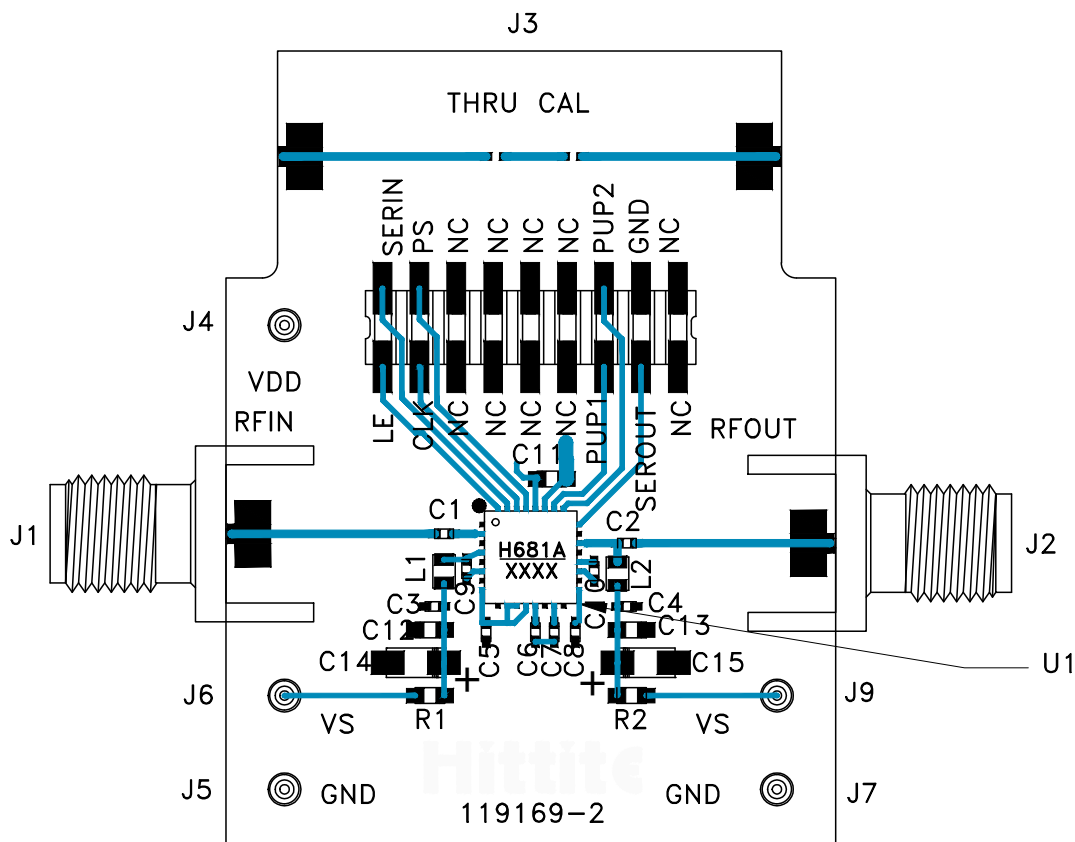 J3
THRU CAL
SERIN
PS
NC
NC
NC
NC
PUP2
GND
NC
J4
VDD
LE
CLK
NC
NC
NC
NC
PUP1
SEROUT
NC
RFIN
RFOUT
C11
J1
C1
C2
J2
H681A
XXXX
L1
C9
L2
C3
C4
C12
C13
C5
C6
C7
C8
C14
C15
U1
J6
R1
R2
J9
VS
VS
Hittite
J5
GND
GND
J7
119169-2